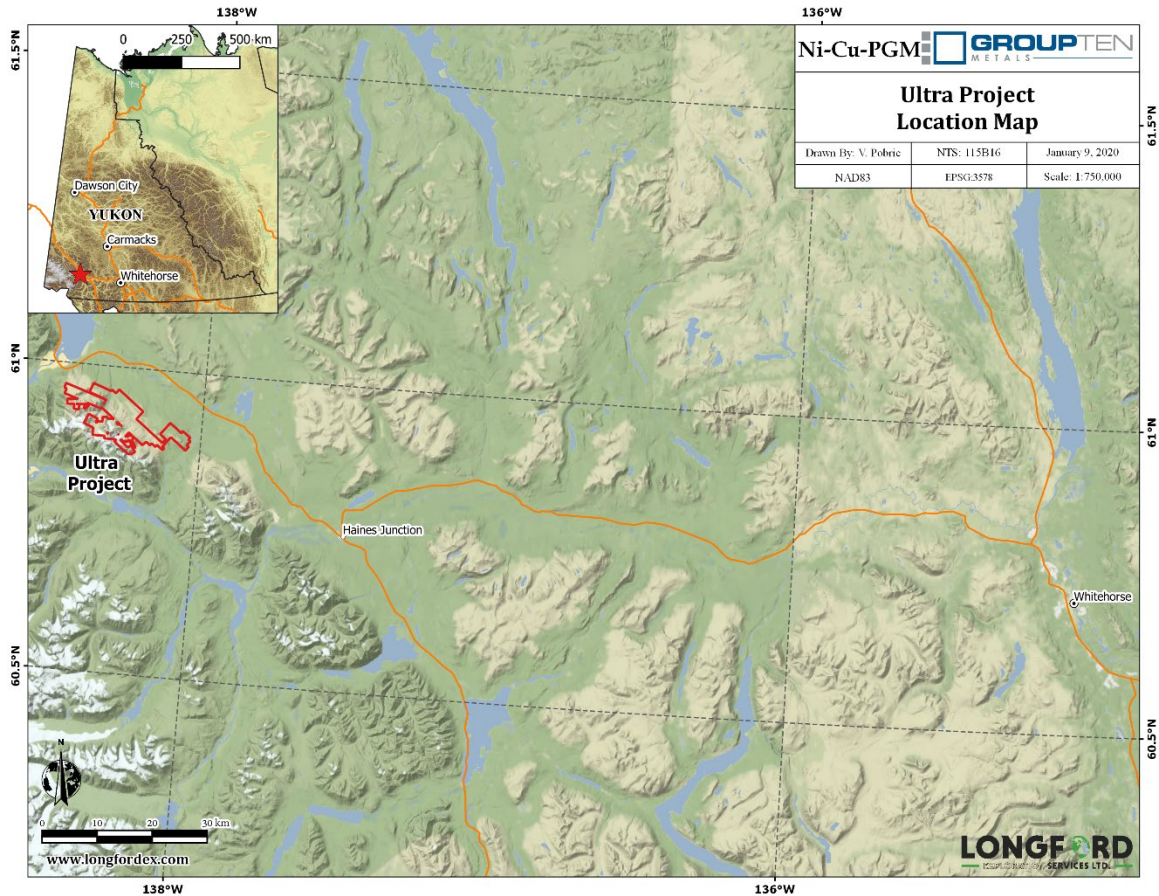 138°W
136°W
61.5°N
0 250 500 km
Dawson City
YUKON
Carmacks
Whitehorse
Ni-Cu-PGM
GROUP TEN
METALS
Ultra Project
Location Map
Drawn By: V. Pobric
NTS: 115B16
January 9, 2020
NAD83
EPSG:3578
Scale: 1:750,000
61.5°N
61°N
61°N
Ultra
Project
Haines Junction
Whitehorse
60.5°N
60.5°N
N
0 10 20 30 km
www.longfordex.com
LONGFORD
EXPLORATION SERVICES LTD.
138°W
136°W